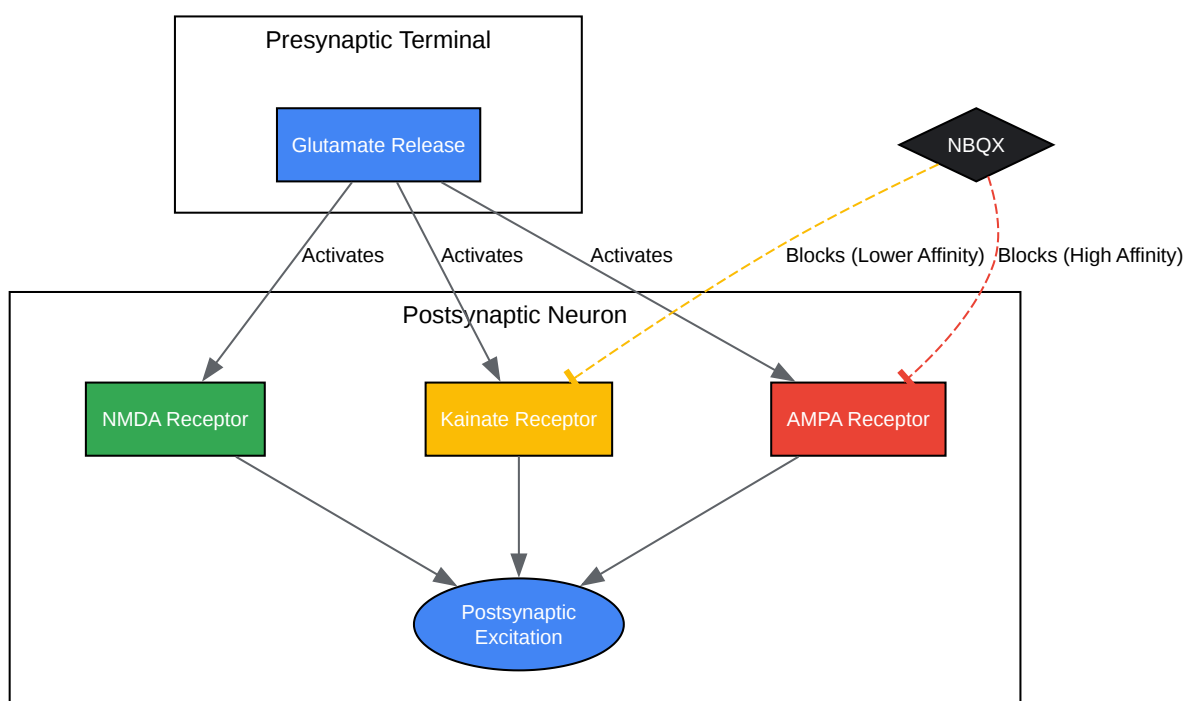 Presynaptic Terminal
Glutamate Release
NBQX
Activates
Activates
Activates
Blocks (Lower Affinity)
Blocks (High Affinity)
Postsynaptic Neuron
NMDA Receptor
Kainate Receptor
AMPA Receptor
Postsynaptic
Excitation